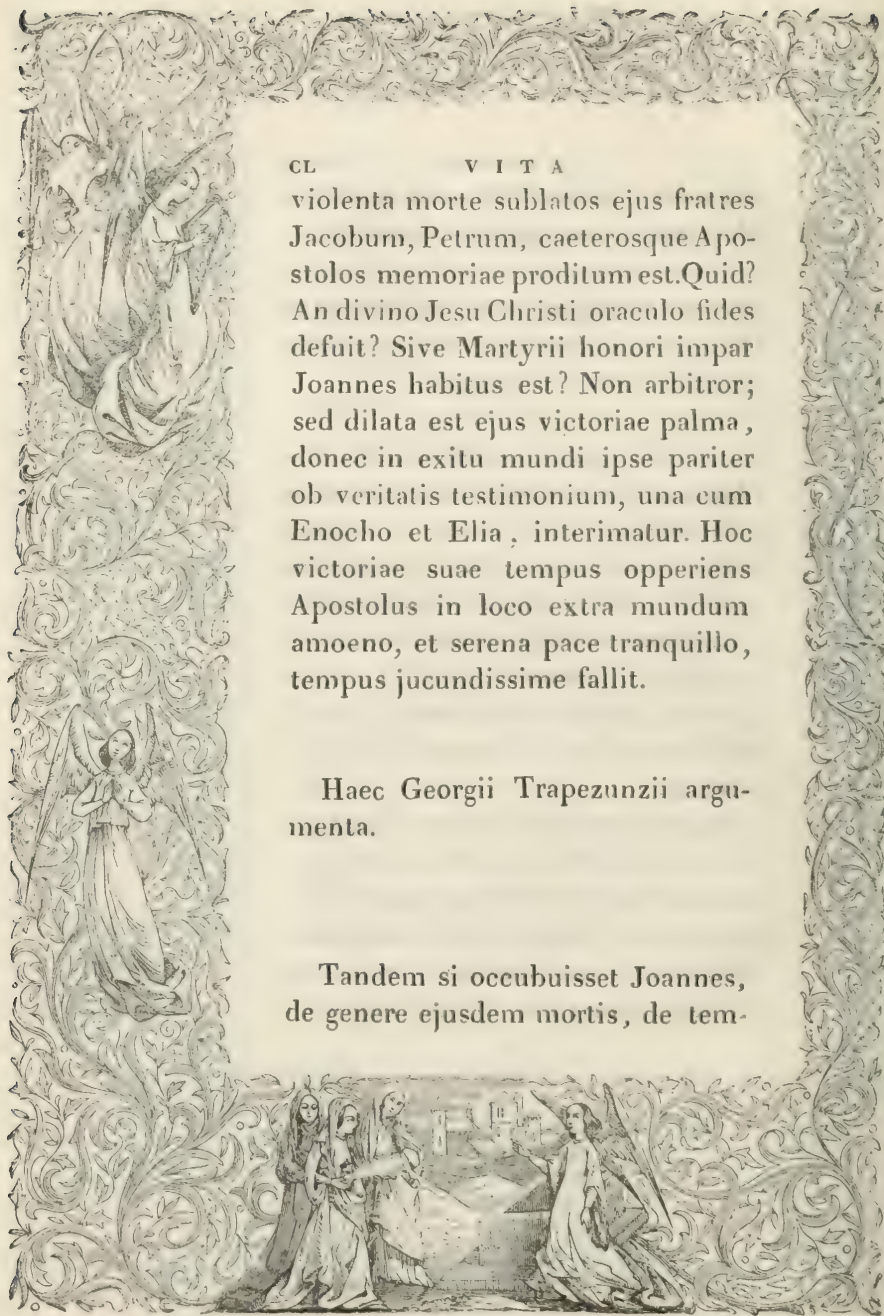 CL V I T A
violenta morte sublatos ejus fratres
Jacobum, Petrum, caeterosque Apo-
stolos memoriae proditum est. Quid?
An divino Jesu Christi oraculo fides
defuit? Sive Martyrii honori impar
Joannes habitus est? Non arbitror;
sed dilata est ejus victoriae palma,
donec in exitu mundi ipse pariter
ob veritatis testimonium, una cum
Enocho et Elia, interimatur. Hoc
victoriae suae tempus opperiens
Apostolus in loco extra mundum
amoeno, et serena pace tranquillo,
tempus jucundissime fallit.
Haec Georgii Trapezunzii argu-
menta.
Tandem si occubuisset Joannes,
de genere ejusdem mortis, de tem-